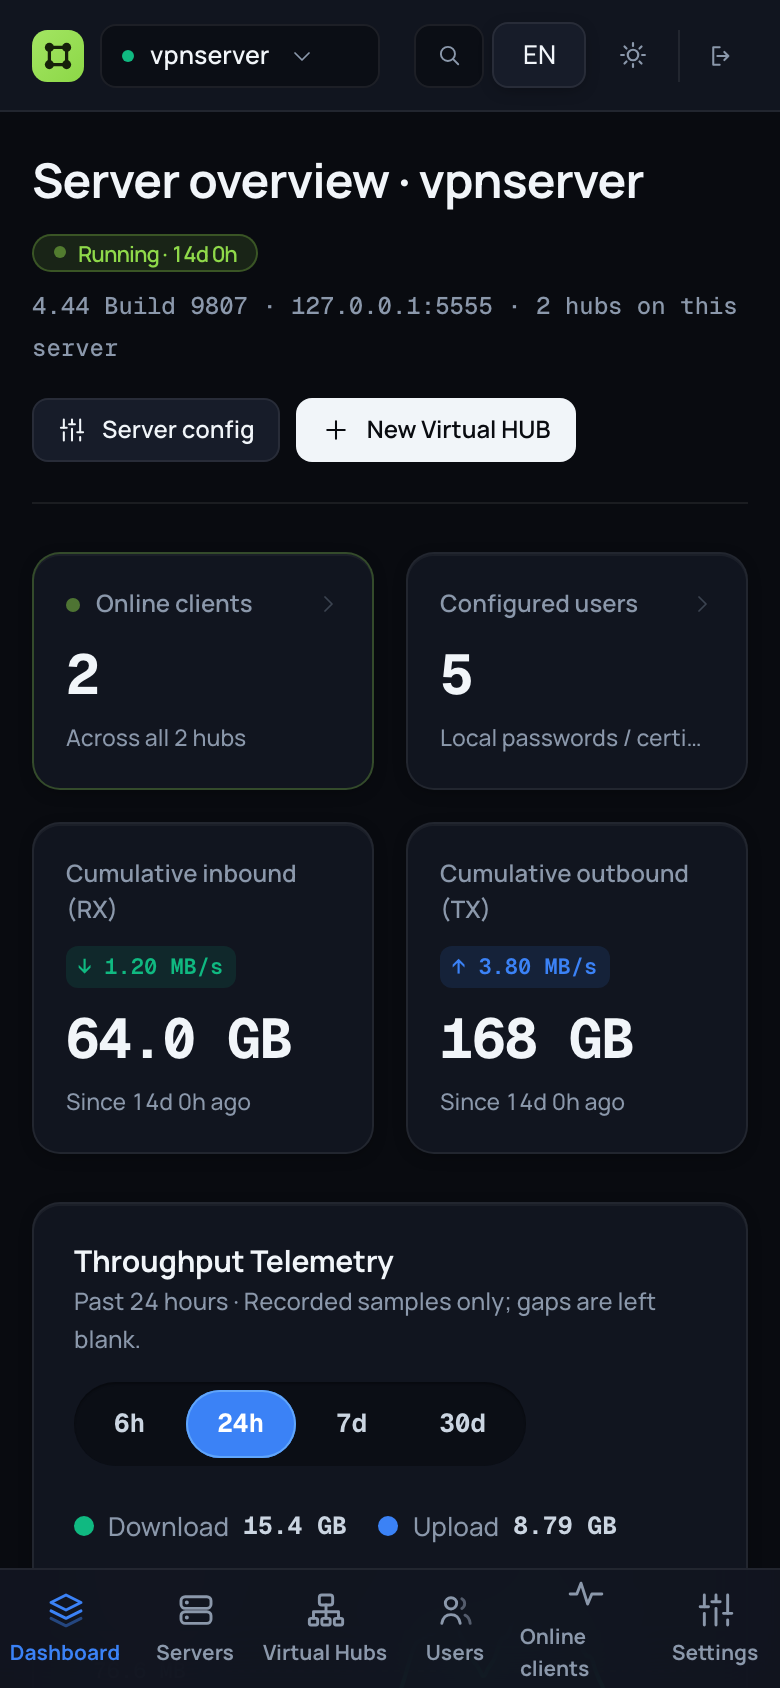 vpnserver
EN
Server overview · vpnserver
Running · 14d 0h
4.44 Build 9807 · 127.0.0.1:5555 · 2 hubs on this
server
Server config
New Virtual HUB
Online clients
2
Across all 2 hubs
Configured users
5
Local passwords / certi…
Cumulative inbound
(RX)
↓ 1.20 MB/s
64.0 GB
Since 14d 0h ago
Cumulative outbound
(TX)
↑ 3.80 MB/s
168 GB
Since 14d 0h ago
Throughput Telemetry
Past 24 hours · Recorded samples only; gaps are left
blank.
6h 24h 7d 30d
Download 15.4 GB Upload 8.79 GB
Dashboard
Servers
Virtual Hubs
Users
Online
clients
Settings